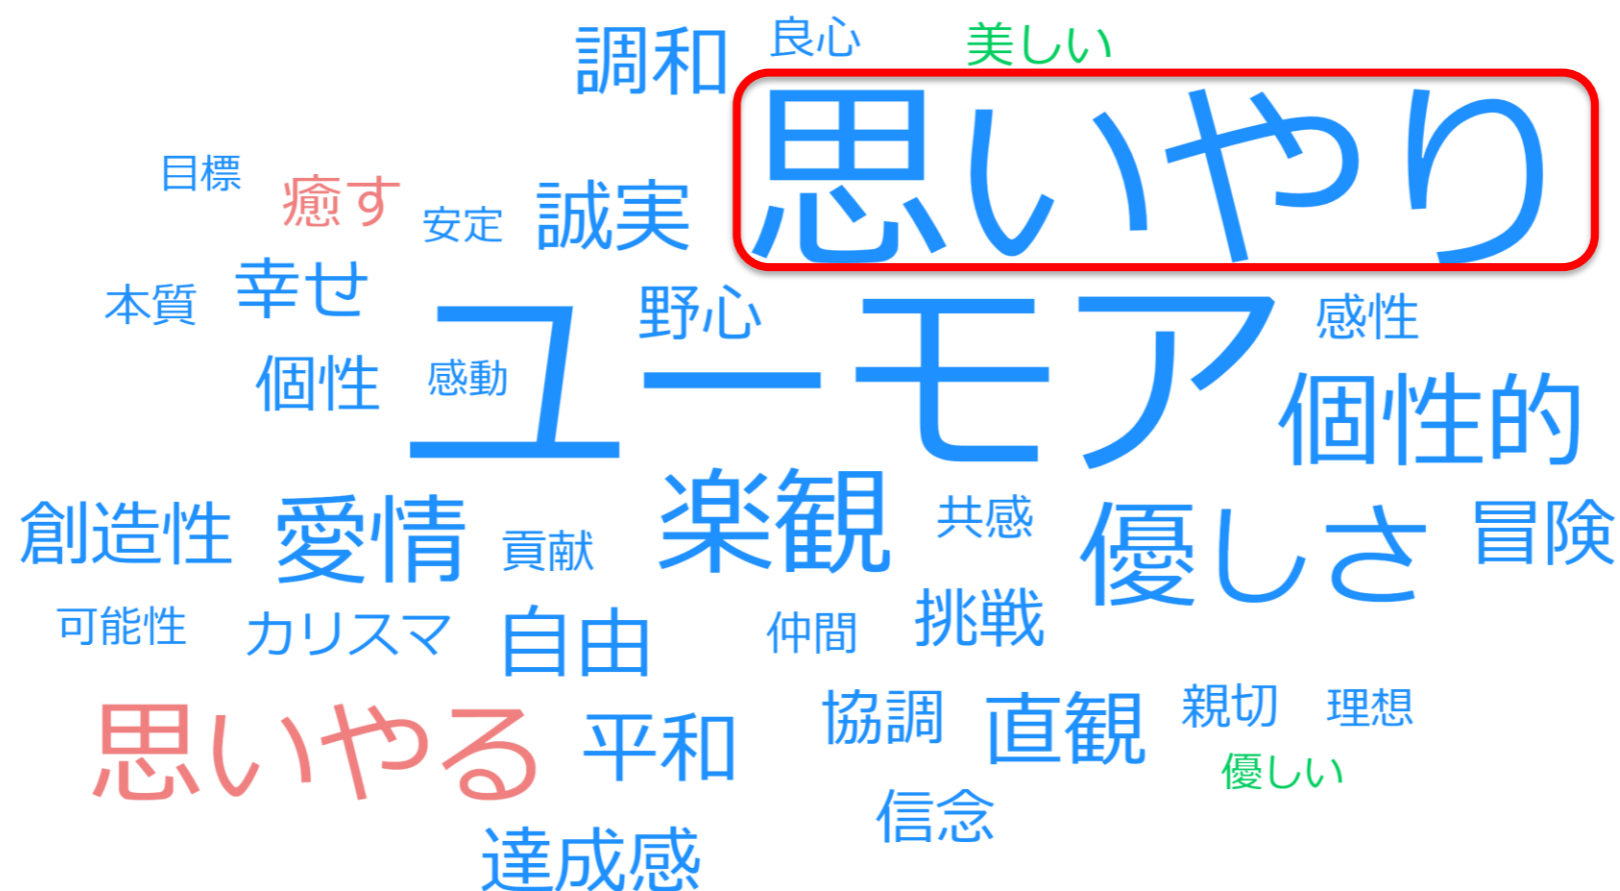 調和
良心
美しい
思いやり
目標
癒す
安定
誠実
幸せ
本質
野心
感性
ユーモア
個性
感動
個性的
創造性
愛情
貢献
楽観
共感
優しさ
冒険
可能性
カリスマ
自由
仲間
挑戦
思いやる
平和
協調
直観
親切
理想
優しい
信念
達成感